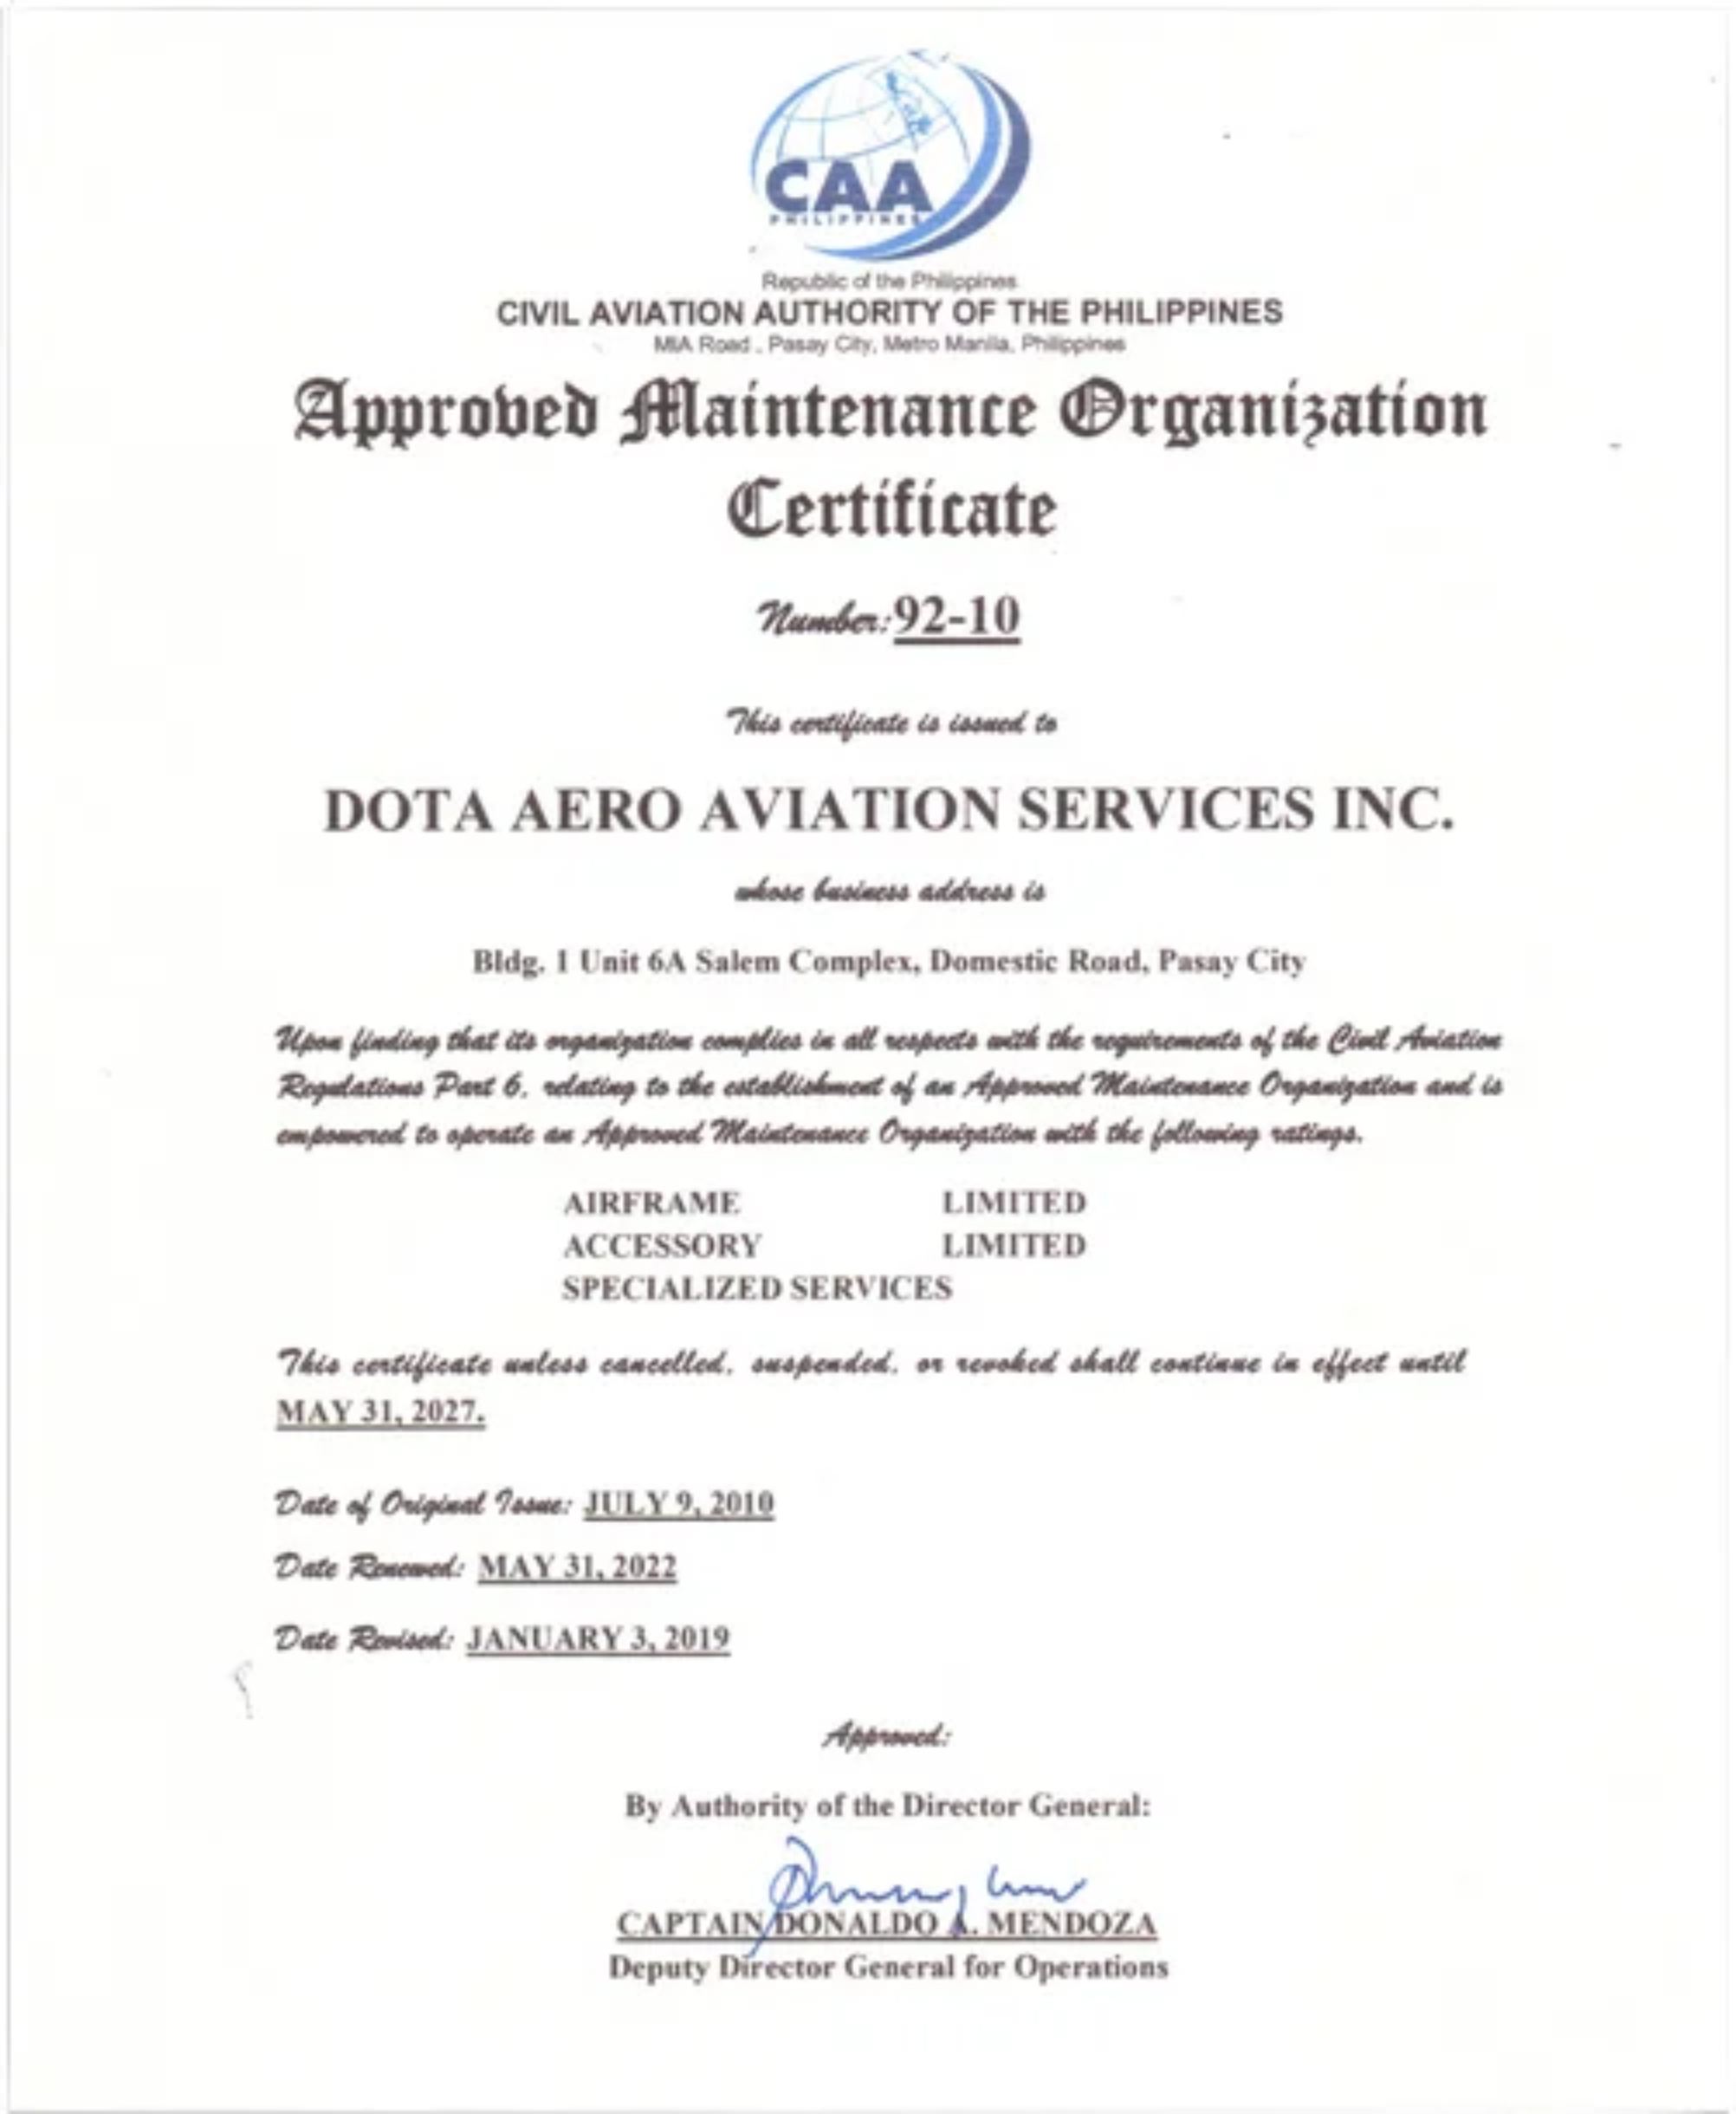 CAA
PHILIPPINES
Republic of the Philippines
CIVIL AVIATION AUTHORITY OF THE PHILIPPINES
MIA Road , Pasay City, Metro Manila, Philippines
Approved Maintenance Organization
Certificate
Number: 92-10
This certificate is issued to
DOTA AERO AVIATION SERVICES INC.
whose business address is
Bldg. 1 Unit 6A Salem Complex, Domestic Road, Pasay City
Upon finding that its organization complies in all respects with the requirements of the Civil Aviation
Regulations Part 6, relating to the establishment of an Approved Maintenance Organization and is
empowered to operate an Approved Maintenance Organization with the following ratings.
AIRFRAME LIMITED
ACCESSORY LIMITED
SPECIALIZED SERVICES
This certificate unless cancelled, suspended, or revoked shall continue in effect until
MAY 31, 2027.
Date of Original Issue: JULY 9, 2010
Date Renewed: MAY 31, 2022
Date Revised: JANUARY 3, 2019
Approved:
By Authority of the Director General:
CAPTAIN DONALDO A. MENDOZA
Deputy Director General for Operations